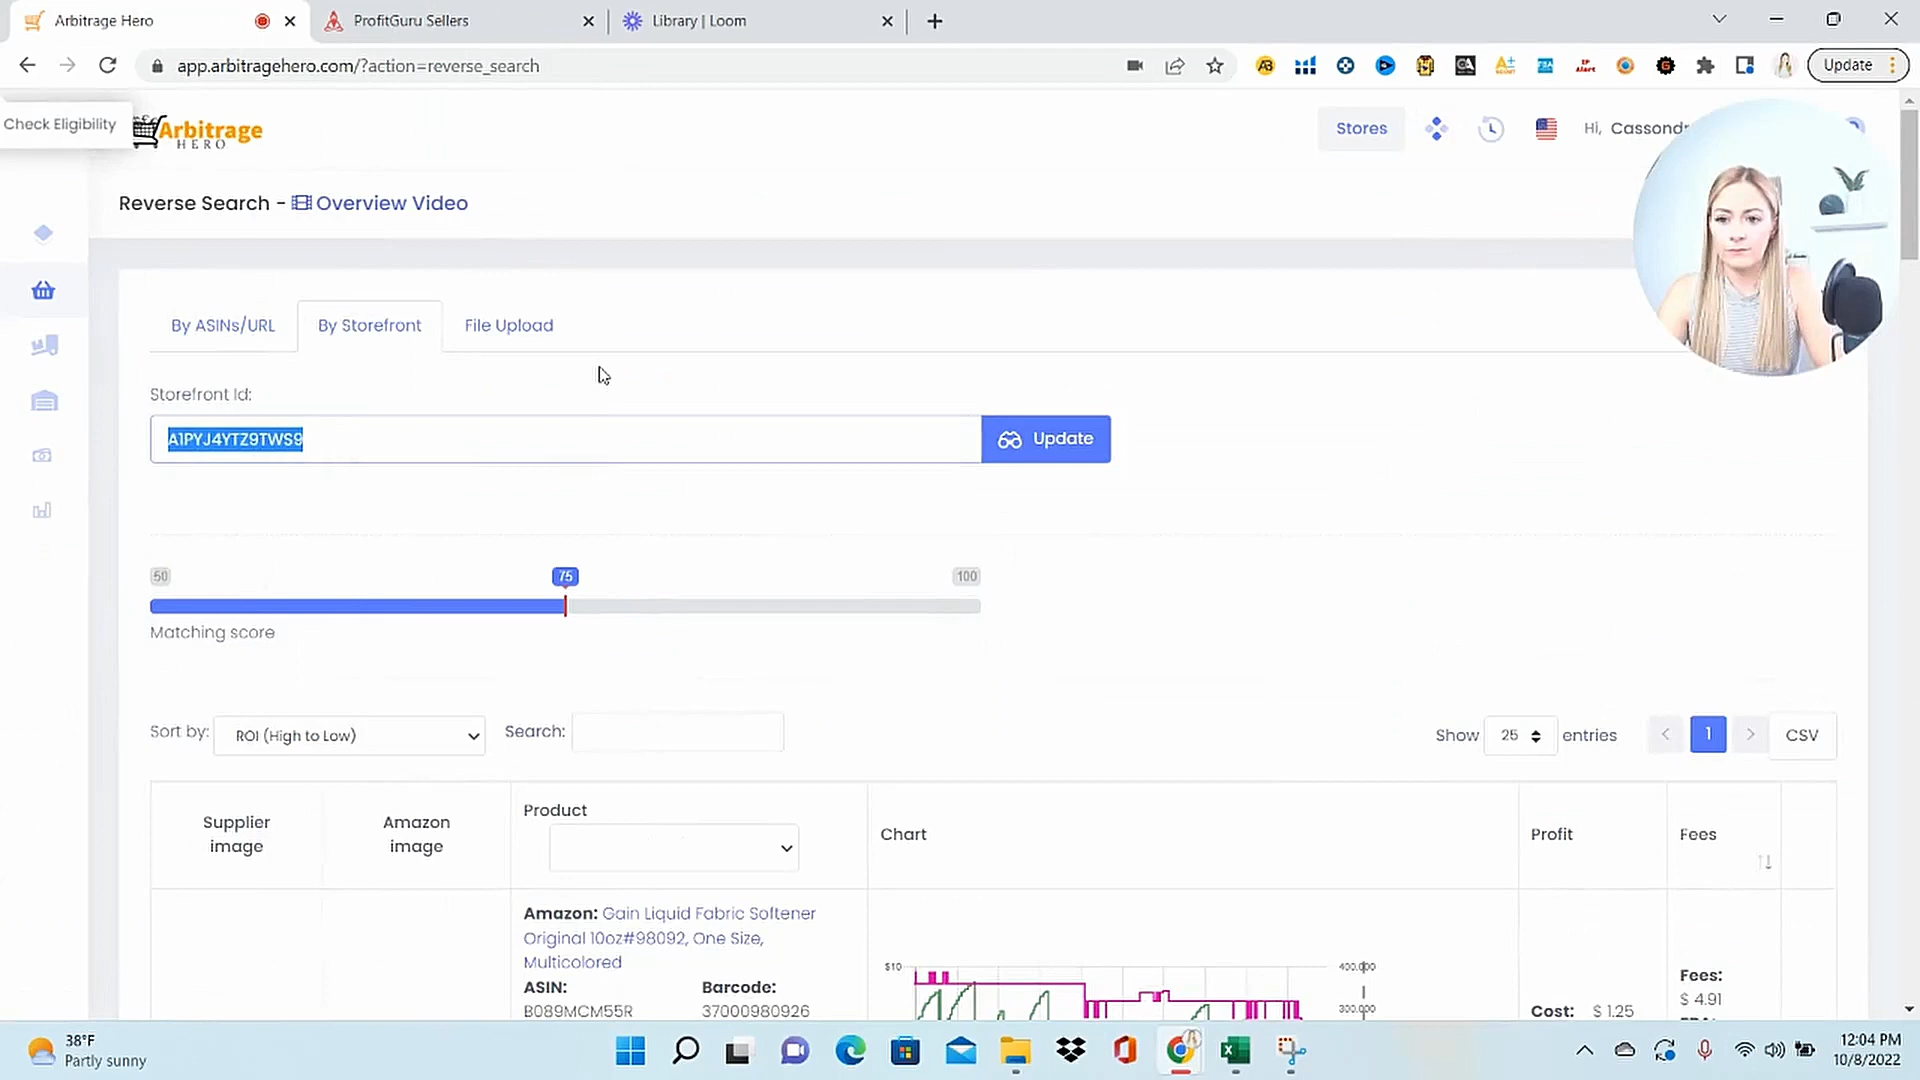 Arbitrage Hero
ProfitGuru Sellers
Library | Loom
app.arbitragehero.com/?action=reverse_search
Update
Check Eligibility
Arbitrage
HERO
Stores
Hi, Cassond
Reverse Search - Overview Video
By ASINs/URL
By Storefront
File Upload
Storefront Id:
A1PYJ4YTZ9TWS9
Update
50
75
100
Matching score
Sort by: ROI (High to Low)
Search:
Show 25 entries
1
CSV
Supplier image
Amazon image
Product
Chart
Profit
Fees
Amazon: Gain Liquid Fabric Softener
Original 10oz#98092, One Size,
Multicolored
ASIN: Barcode:
B089MCM55R 37000980926
$10
400.000
300.000
Cost: $ 1.25
Fees:
$ 4.91
38°F
Partly sunny
12:04 PM
10/8/2022